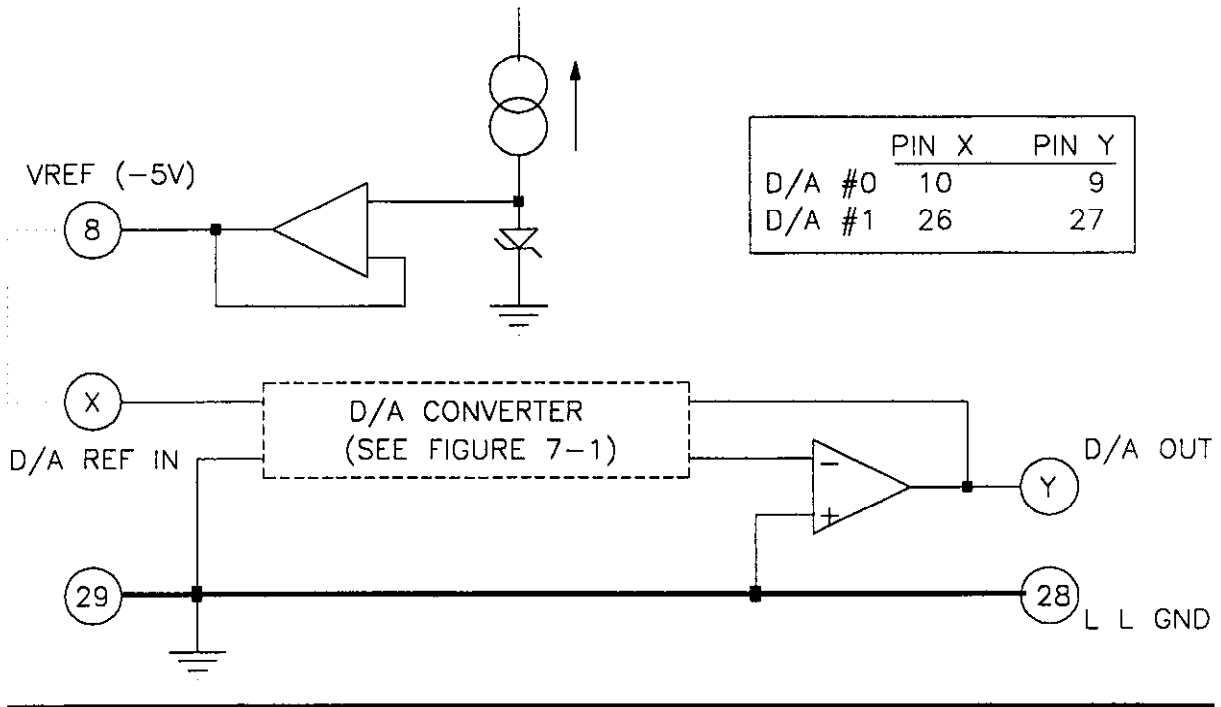 PIN X PIN Y
D/A #0 10 9
D/A #1 26 27
VREF (-5V)
8
X
D/A REF IN
D/A CONVERTER
(SEE FIGURE 7-1)
-
+
Y
D/A OUT
29
28
L L GND